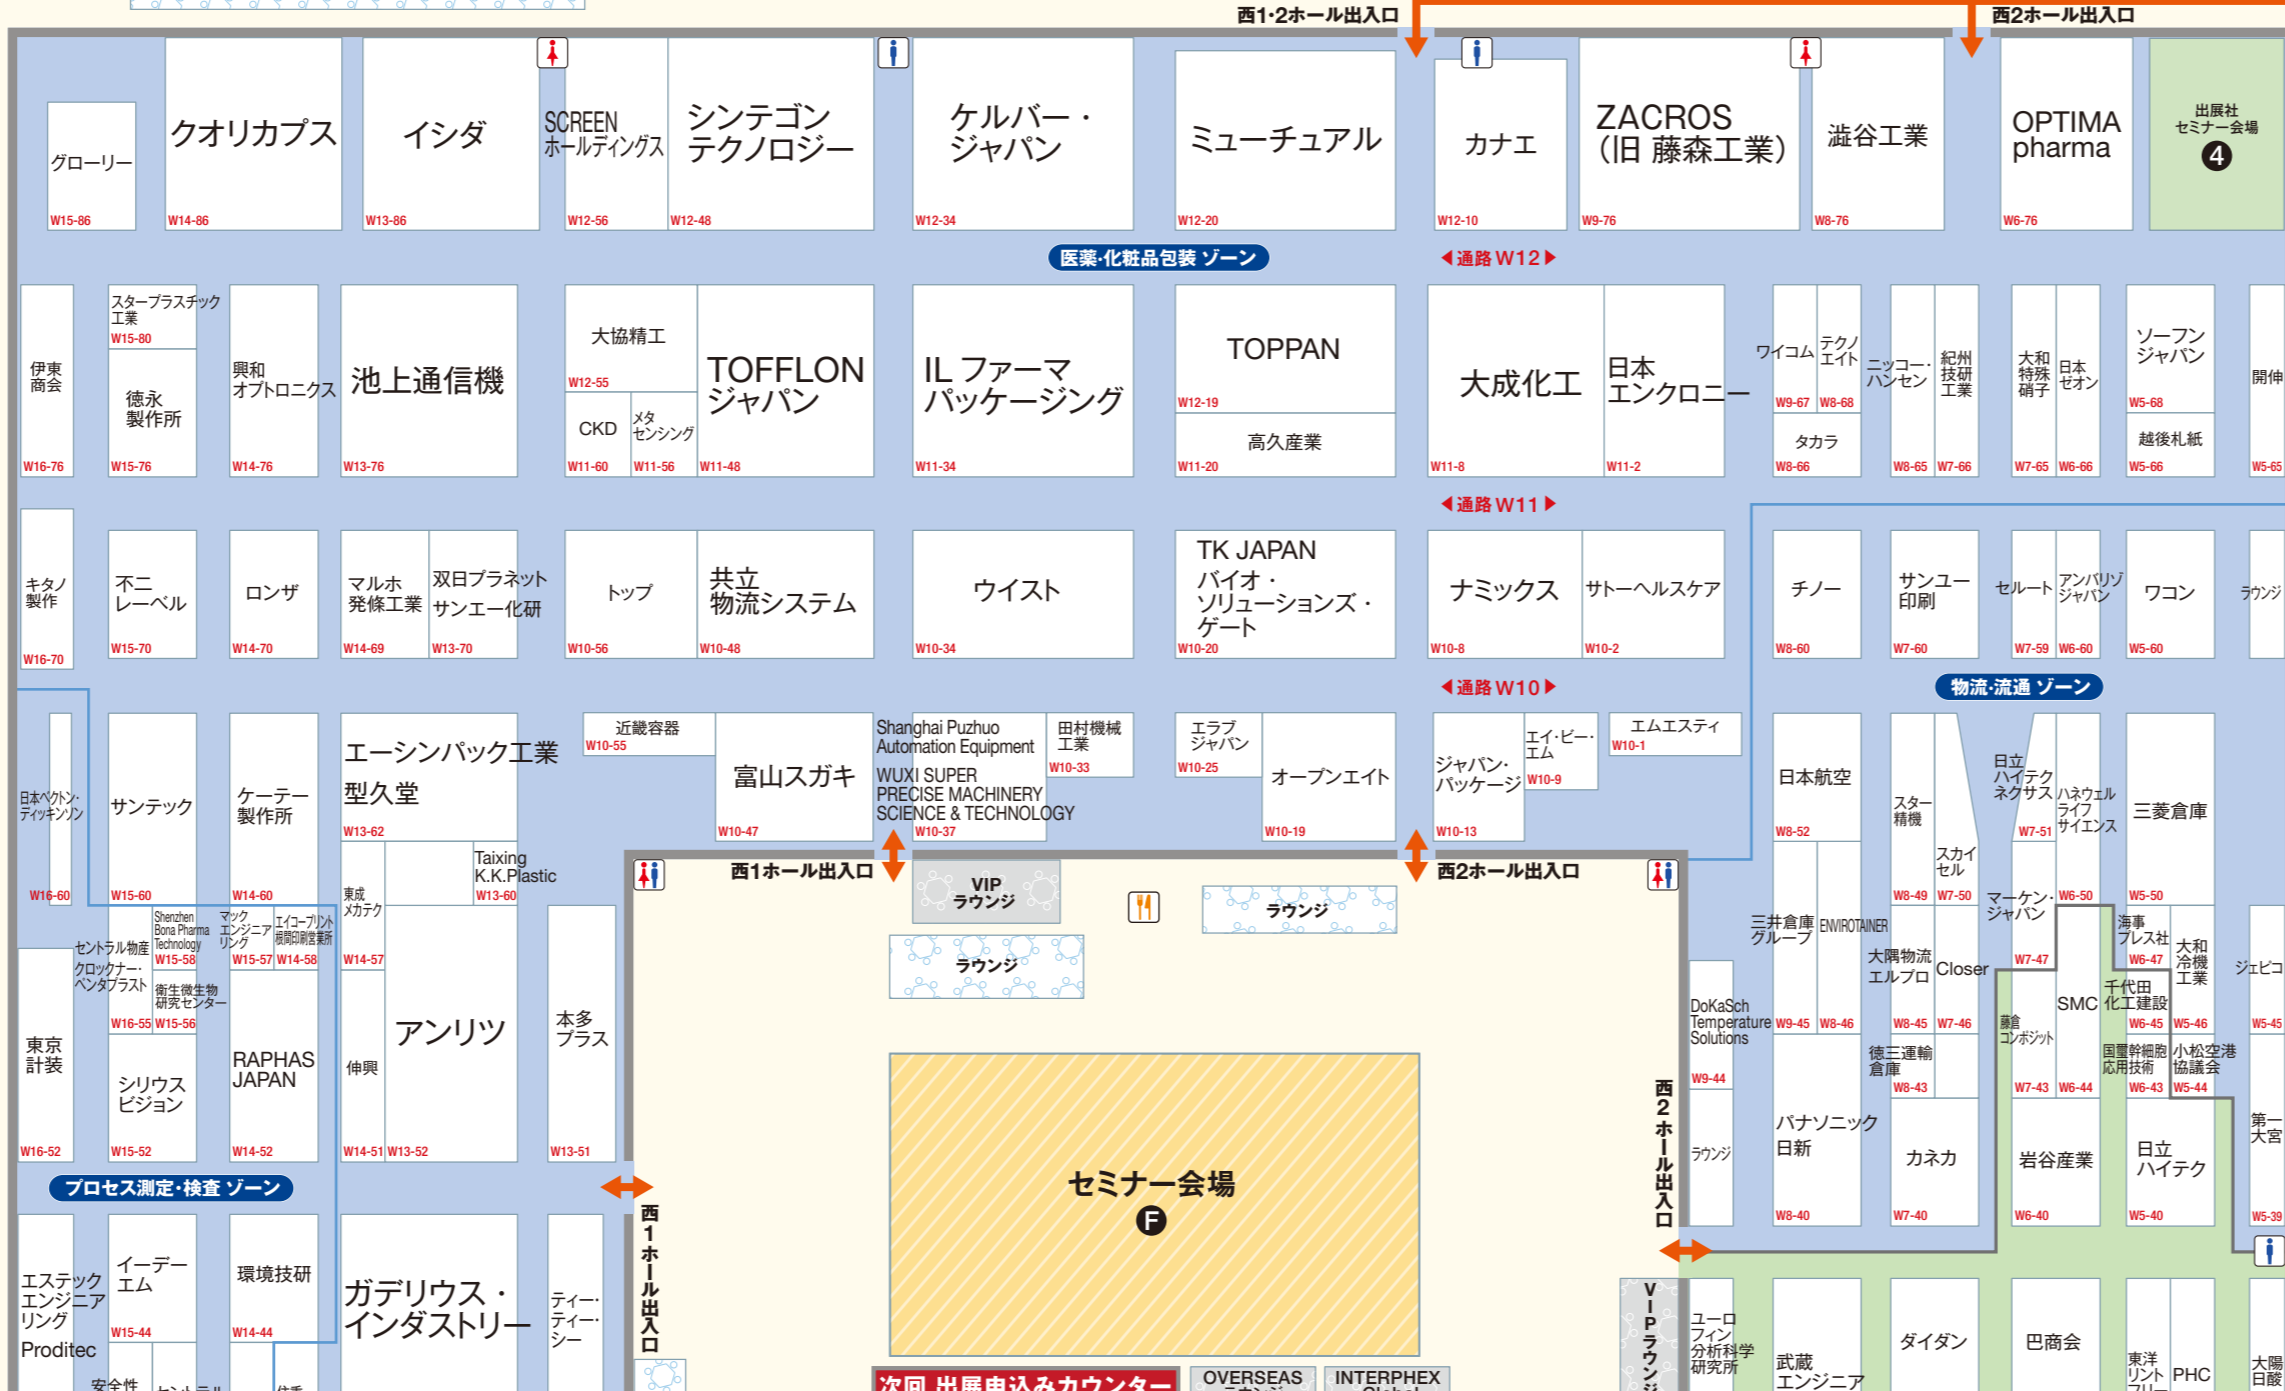 西1・2ホール出入口
西2ホール出入口
グローリー
W15-86
クオリカプス
W14-86
イシダ
W13-86
SCREEN
ホールディングス
W12-56
シンテゴン
テクノロジー
W12-48
ケルバー・
ジャパン
W12-34
ミューチュアル
W12-20
カナエ
W12-10
ZACROS
（旧 藤森工業）
W9-76
澁谷工業
W8-76
OPTIMA
pharma
W6-76
出展社
セミナー会場
4
医薬・化粧品包装 ゾーン
通路 W12
伊東
商会
W16-76
スタープラスチック
工業
W15-80
徳永
製作所
W15-76
興和
オプトロニクス
W14-76
池上通信機
W13-76
大協精工
W12-55
CKD
W11-60
メタ
センシング
W11-56
TOFFLON
ジャパン
W11-48
IL ファーマ
パッケージング
W11-34
TOPPAN
W12-19
高久産業
W11-20
大成化工
W11-8
日本
エンクロニー
W11-2
ワイコム
W9-67
テクノ
エイト
W8-68
タカラ
W8-66
ニッコー・
ハンセン
W8-65
紀州
技研
工業
W7-66
大和
特殊
硝子
W7-65
日本
ゼオン
W6-66
ソーフン
ジャパン
W5-68
越後札紙
W5-66
開伸
W5-65
通路 W11
キタノ
製作
W16-70
不二
レーベル
W15-70
ロンザ
W14-70
マルホ
発條工業
W14-69
双日プラネット
サンエー化研
W13-70
トップ
W10-56
共立
物流システム
W10-48
ウイスト
W10-34
TK JAPAN
バイオ・
ソリューションズ・
ゲート
W10-20
ナミックス
W10-8
サトーヘルスケア
W10-2
チノー
W8-60
サンユー
印刷
W7-60
セルート
W7-59
アンバリゾ
ジャパン
W6-60
ワコン
W5-60
ラウンジ
通路 W10
物流・流通 ゾーン
日本ベクトン・
ディッキンソン
W16-60
サンテック
W15-60
ケーテー
製作所
W14-60
エーシンパック工業
型久堂
W13-62
近畿容器
W10-55
富山スガキ
W10-47
Shanghai Puzhuo
Automation Equipment
WUXI SUPER
PRECISE MACHINERY
SCIENCE & TECHNOLOGY
W10-37
田村機械
工業
W10-33
エラブ
ジャパン
W10-25
オープンエイト
W10-19
ジャパン・
パッケージ
W10-13
エイ・ビー・
エム
W10-9
エムエスティ
W10-1
日本航空
W8-52
スター
精機
W8-49
スカイ
セル
W7-50
日立
ハイテク
ネクサス
W7-51
ハネウェル
ライフ
サイエンス
W6-50
三菱倉庫
W5-50
東成
メカテク
W14-57
Taixing
K.K.Plastic
W13-60
西1ホール出入口
VIP
ラウンジ
ラウンジ
ラウンジ
西2ホール出入口
セントラル物産
クロックナー・
ペンタプラスト
W16-55
Shenzhen
Bona Pharma
Technology
W15-58
衛生微生物
研究センター
W15-56
マック
エンジニア
リング
W15-57
エイコープリント
根間印刷営業所
W14-58
三井倉庫
グループ
W9-45
ENVIROTAINER
W8-46
大隅物流
エルプロ
W8-45
Closer
W7-46
マーケン・
ジャパン
W7-47
海事
プレス社
W6-47
大和
冷機
工業
W5-46
ジェピコ
W5-45
東京
計装
W16-52
シリウス
ビジョン
W15-52
RAPHAS
JAPAN
W14-52
伸興
W14-51
アンリツ
W13-52
本多
プラス
W13-51
DoKaSch
Temperature
Solutions
W9-44
徳三運輸
倉庫
W8-43
藤倉
コンポジット
W7-43
SMC
W6-44
千代田
化工建設
W6-45
国璽幹細胞
応用技術
W6-43
小松空港
協議会
W5-44
ラウンジ
パナソニック
日新
W8-40
カネカ
W7-40
岩谷産業
W6-40
日立
ハイテク
W5-40
第一
大宮
W5-39
西2ホール出入口
プロセス測定・検査 ゾーン
セミナー会場
F
西1ホール出入口
エステック
エンジニア
リング
Proditec
イーデー
エム
W15-44
環境技研
W14-44
ガデリウス・
インダストリー
ティー・
ティー・
シー
安全性
セントラル
VIPラウンジ
ユーロ
フィン
分析科学
研究所
武蔵
エンジニア
ダイダン
巴商会
東洋
リント
フリー
PHC
大陽
日酸
次回 出展申込みカウンター
OVERSEAS
ラウンジ
INTERPHEX
Global